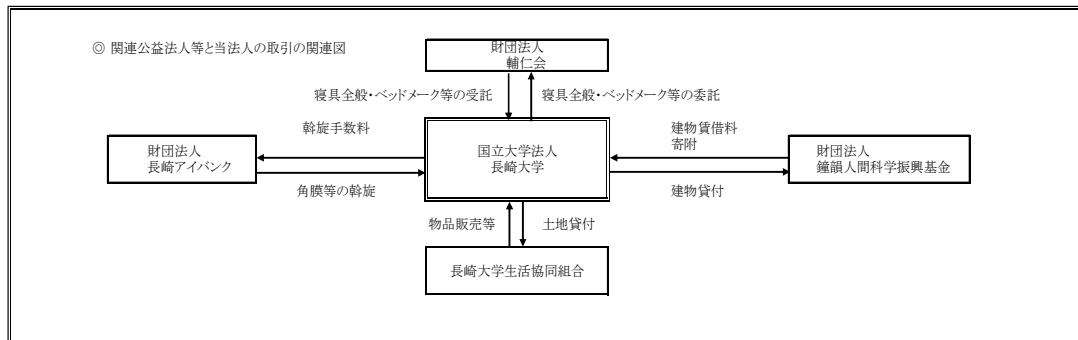 ◎ 関連公益法人等と当法人の取引の関連図
財団法人
輔仁会
寝具全般・ベッドメーク等の受託
寝具全般・ベッドメーク等の委託
斡旋手数料
建物賃借料
寄附
財団法人
長崎アイバンク
国立大学法人
長崎大学
財団法人
鐘韻人間科学振興基金
角膜等の斡旋
建物貸付
物品販売等
土地貸付
長崎大学生活協同組合